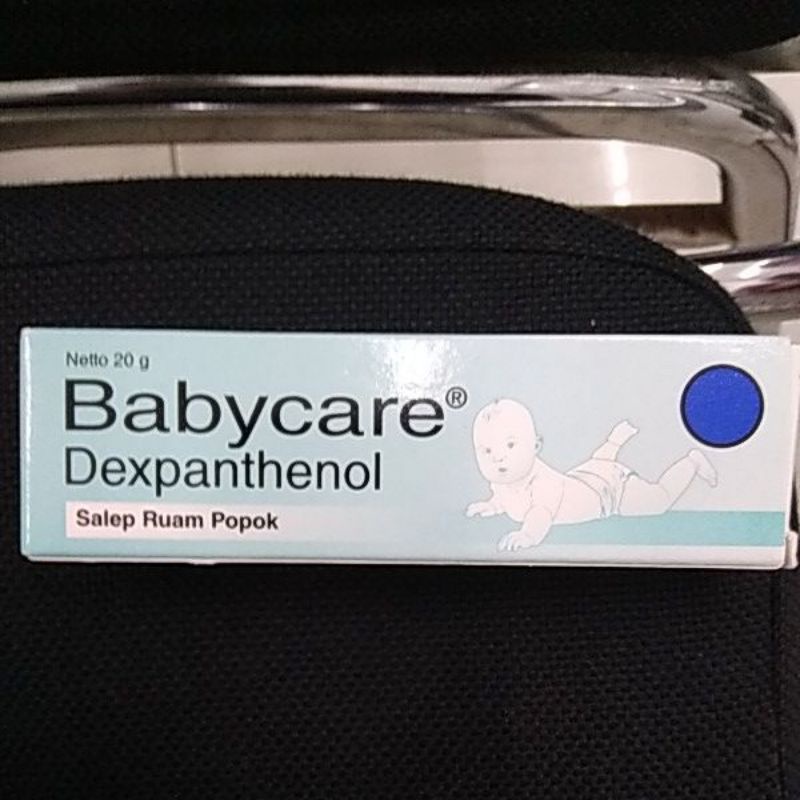 Netto 20 g
Babycare®
Dexpanthenol
Salep Ruam Popok